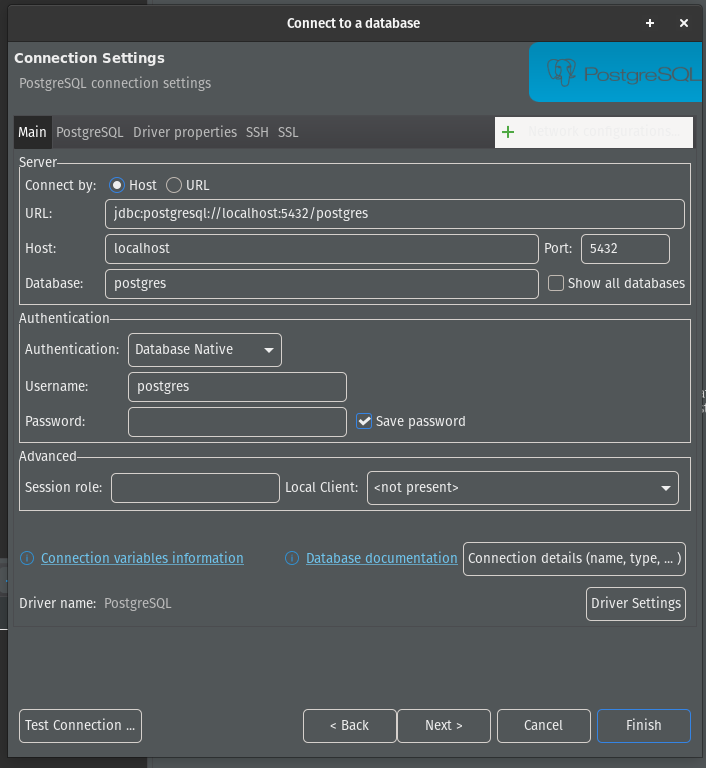 Connect to a database
Connection Settings
PostgreSQL connection settings
PostgreSQL
Main PostgreSQL Driver properties SSH SSL
Network configurations...
Server
Connect by: Host URL
URL: jdbc:postgresql://localhost:5432/postgres
Host: localhost Port: 5432
Database: postgres Show all databases
Authentication
Authentication: Database Native
Username: postgres
Password: Save password
Advanced
Session role: Local Client: <not present>
Connection variables information Database documentation Connection details (name, type, ... )
Driver name: PostgreSQL Driver Settings
Test Connection ... < Back Next > Cancel Finish